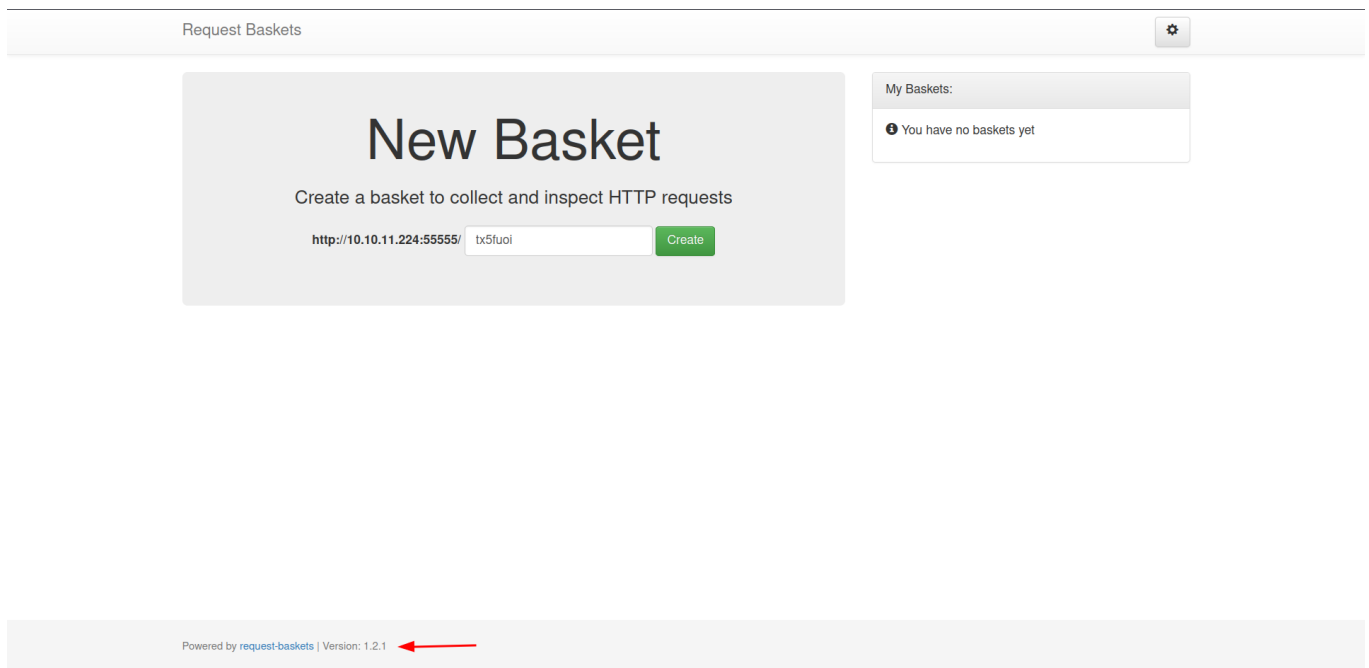 Request Baskets
New Basket
Create a basket to collect and inspect HTTP requests
http://10.10.11.224:55555/ tx5fuoi Create
My Baskets:
You have no baskets yet
Powered by request-baskets | Version: 1.2.1